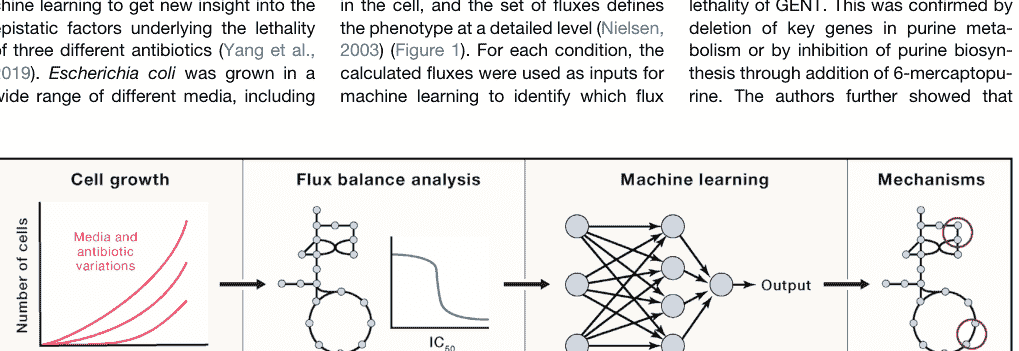 chine learning to get new insight into the
epistatic factors underlying the lethality
of three different antibiotics (Yang et al.,
2019). Escherichia coli was grown in a
wide range of different media, including
in the cell, and the set of fluxes defines
the phenotype at a detailed level (Nielsen,
2003) (Figure 1). For each condition, the
calculated fluxes were used as inputs for
machine learning to identify which flux
lethality of GENT. This was confirmed by
deletion of key genes in purine meta-
bolism or by inhibition of purine biosyn-
thesis through addition of 6-mercaptopu-
rine. The authors further showed that
Cell growth
Number of cells
Media and
antibiotic
variations
Flux balance analysis
IC50
Machine learning
Output
Mechanisms